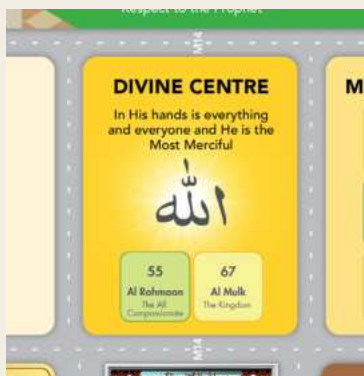 Respect to the Prophet
M14
DIVINE CENTRE
M
In His hands is everything
and everyone and He is the
Most Merciful
الله
55
67
Al Rahmaan
Al Mulk
The All
Compassionate
The Kingdom
M14